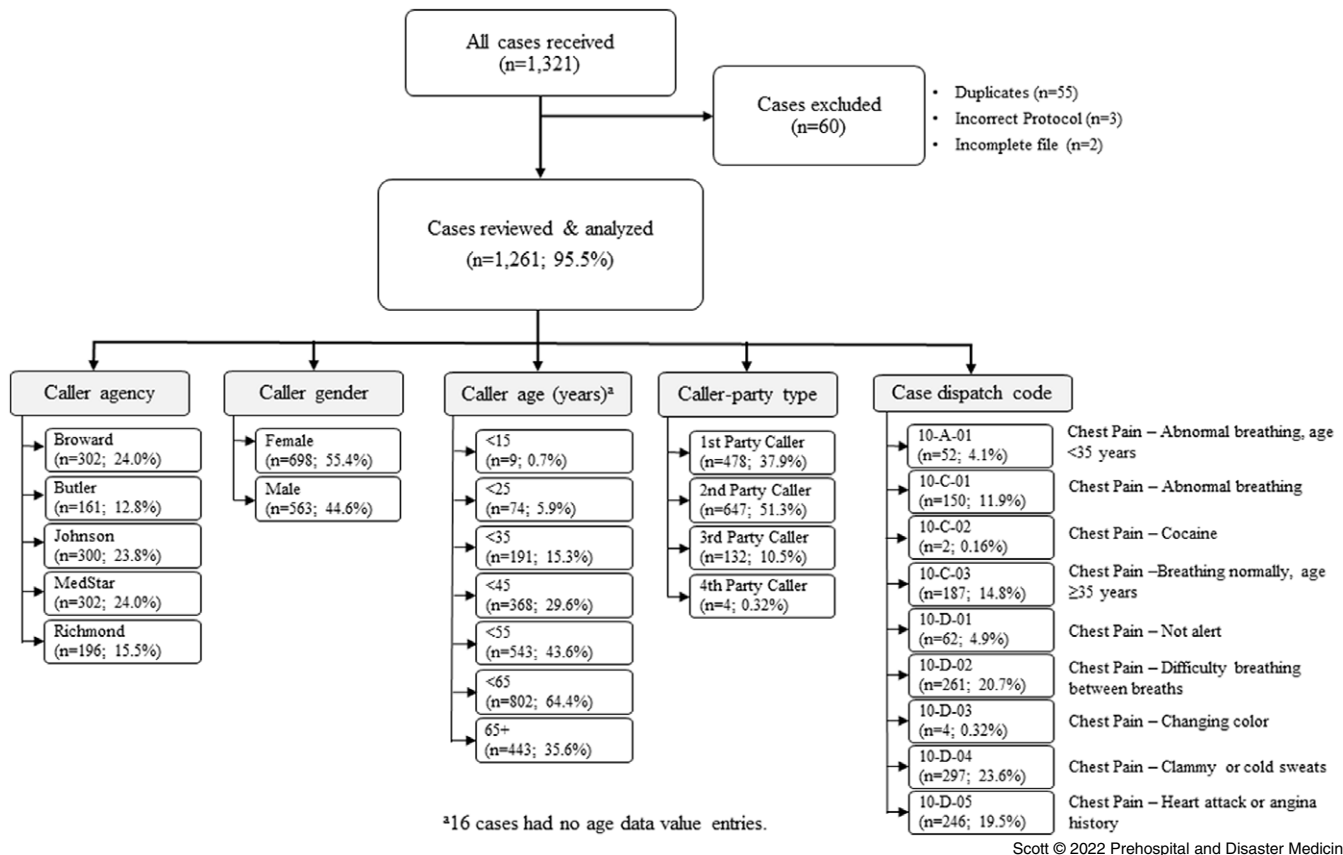 All cases received
(n=1,321)
Cases excluded
(n=60)
• Duplicates (n=55)
• Incorrect Protocol (n=3)
• Incomplete file (n=2)
Cases reviewed & analyzed
(n=1,261; 95.5%)
Caller agency
Broward
(n=302; 24.0%)
Butler
(n=161; 12.8%)
Johnson
(n=300; 23.8%)
MedStar
(n=302; 24.0%)
Richmond
(n=196; 15.5%)
Caller gender
Female
(n=698; 55.4%)
Male
(n=563; 44.6%)
Caller age (years)ª
<15
(n=9; 0.7%)
<25
(n=74; 5.9%)
<35
(n=191; 15.3%)
<45
(n=368; 29.6%)
<55
(n=543; 43.6%)
<65
(n=802; 64.4%)
65+
(n=443; 35.6%)
Caller-party type
1st Party Caller
(n=478; 37.9%)
2nd Party Caller
(n=647; 51.3%)
3rd Party Caller
(n=132; 10.5%)
4th Party Caller
(n=4; 0.32%)
Case dispatch code
10-A-01
(n=52; 4.1%)
Chest Pain – Abnormal breathing, age
<35 years
10-C-01
(n=150; 11.9%)
Chest Pain – Abnormal breathing
10-C-02
(n=2; 0.16%)
Chest Pain – Cocaine
10-C-03
(n=187; 14.8%)
Chest Pain –Breathing normally, age
≥35 years
10-D-01
(n=62; 4.9%)
Chest Pain – Not alert
10-D-02
(n=261; 20.7%)
Chest Pain – Difficulty breathing
between breaths
10-D-03
(n=4; 0.32%)
Chest Pain – Changing color
10-D-04
(n=297; 23.6%)
Chest Pain – Clammy or cold sweats
10-D-05
(n=246; 19.5%)
Chest Pain – Heart attack or angina
history
ª16 cases had no age data value entries.
Scott © 2022 Prehospital and Disaster Medicin